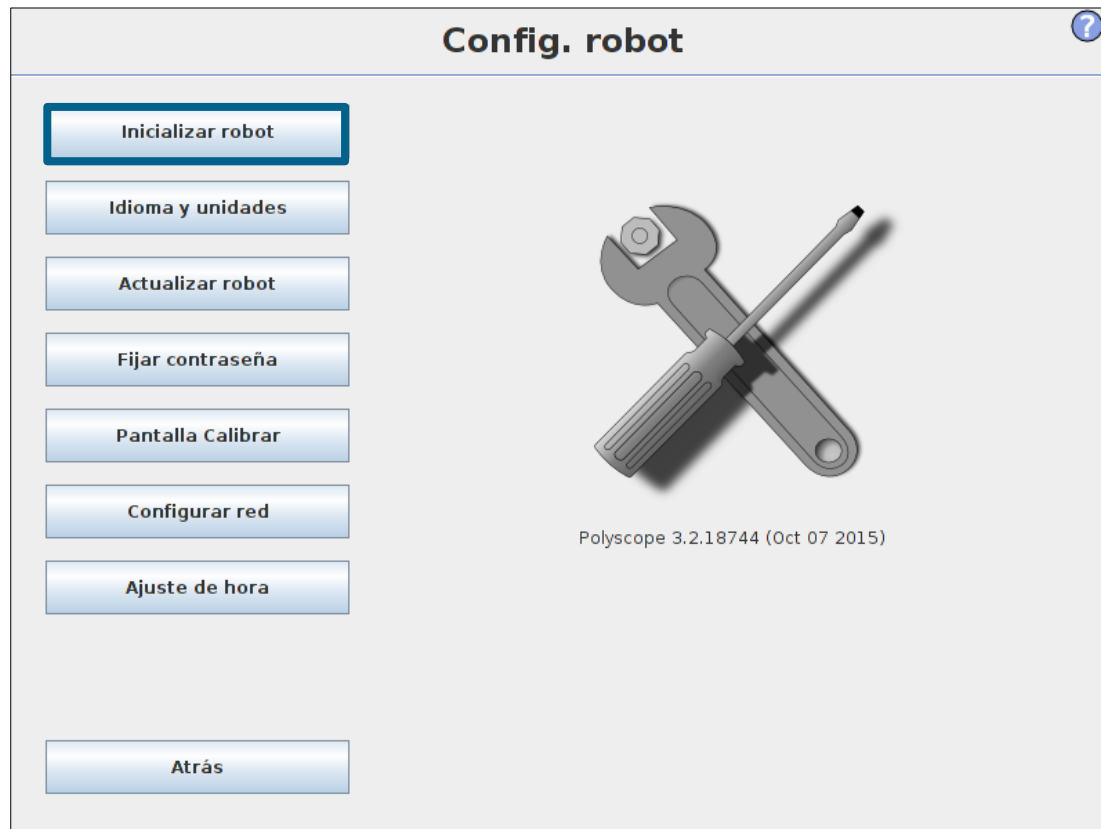 Config. robot
?
Inicializar robot
Idioma y unidades
Actualizar robot
Fijar contraseña
Pantalla Calibrar
Configurar red
Ajuste de hora
Polyscope 3.2.18744 (Oct 07 2015)
Atrás